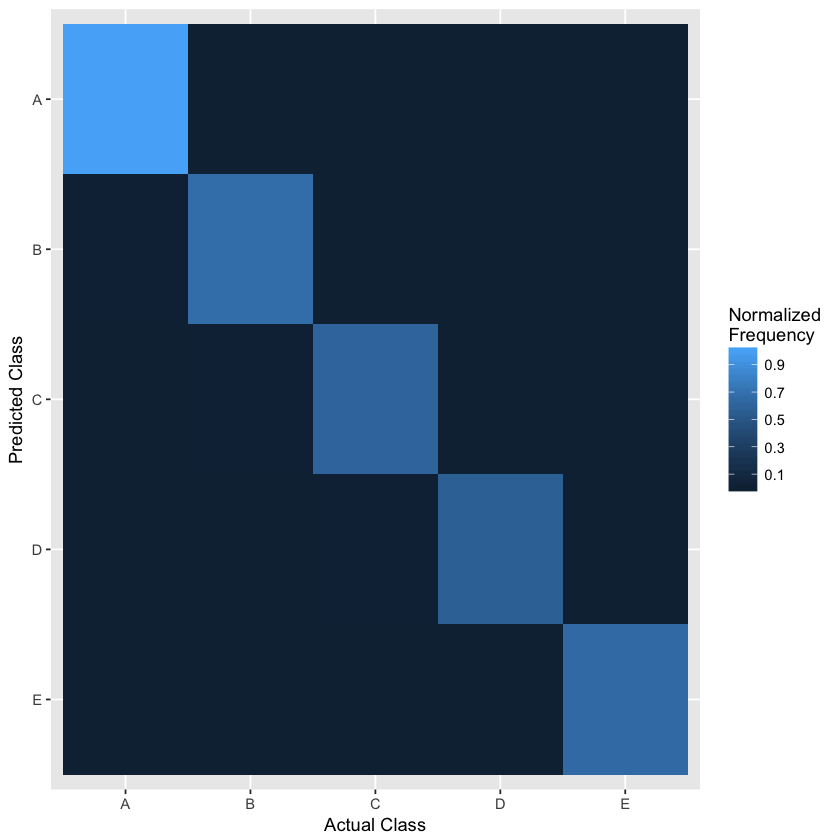 A
B
C
D
E
Predicted Class
A B C D E
Actual Class
Normalized
Frequency
0.9
0.7
0.5
0.3
0.1